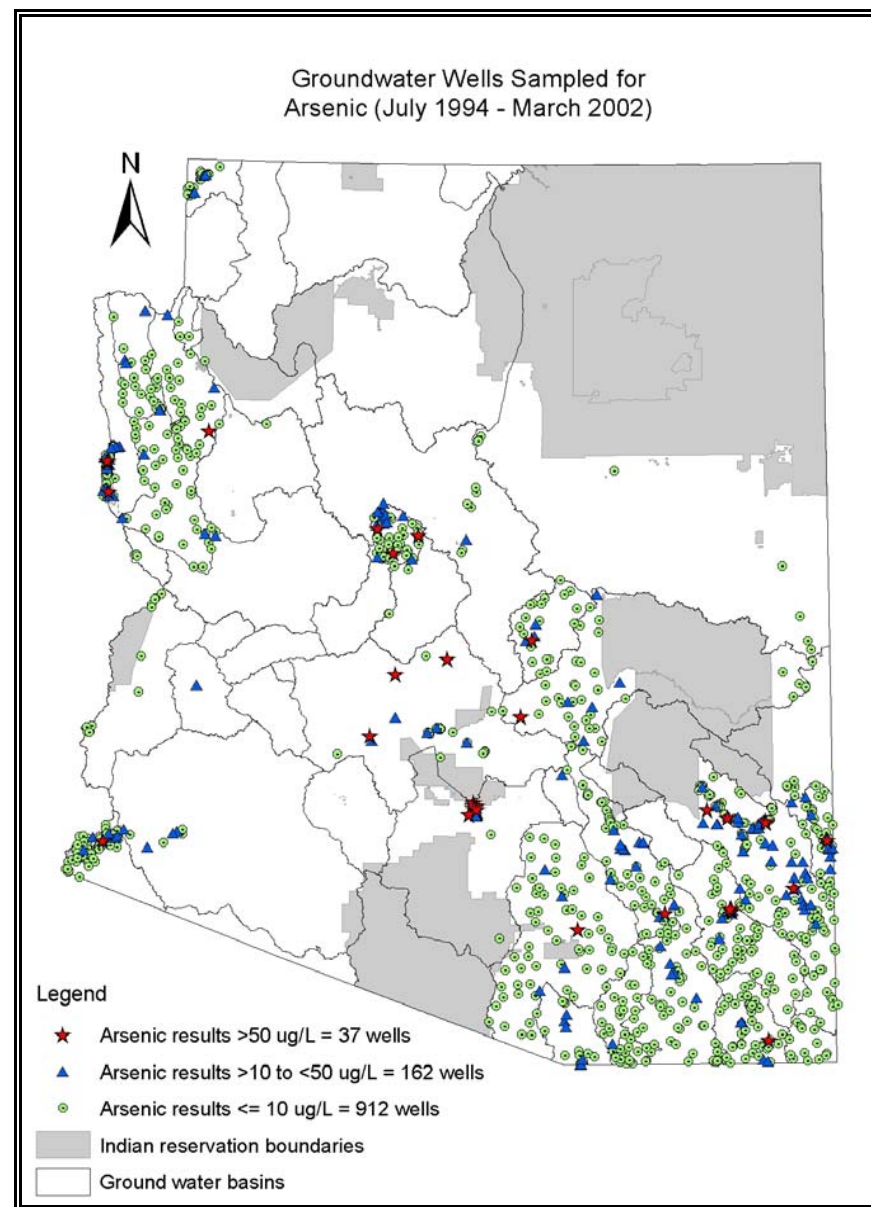 Groundwater Wells Sampled for
Arsenic (July 1994 - March 2002)
N
Legend
Arsenic results >50 ug/L = 37 wells
Arsenic results >10 to <50 ug/L = 162 wells
Arsenic results <= 10 ug/L = 912 wells
Indian reservation boundaries
Ground water basins